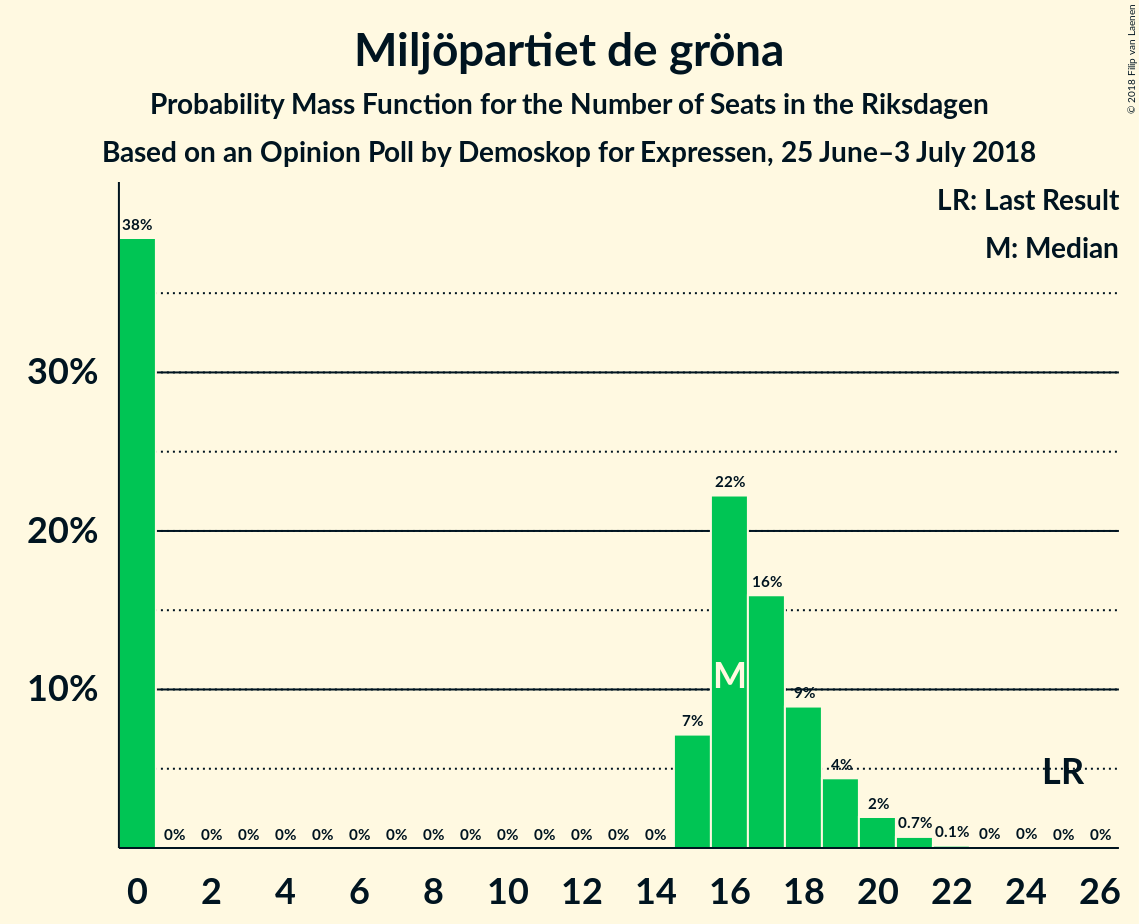 Miljöpartiet de gröna
Probability Mass Function for the Number of Seats in the Riksdagen
Based on an Opinion Poll by Demoskop for Expressen, 25 June–3 July 2018
© 2018 Filip van Laenen
LR: Last Result
M: Median
38%
30%
22%
20%
16%
M
10%
9%
7%
4%
LR
2%
0.7%
0% 0% 0% 0% 0% 0% 0% 0% 0% 0% 0% 0% 0% 0% 0.1% 0% 0% 0% 0%
0 2 4 6 8 10 12 14 16 18 20 22 24 26